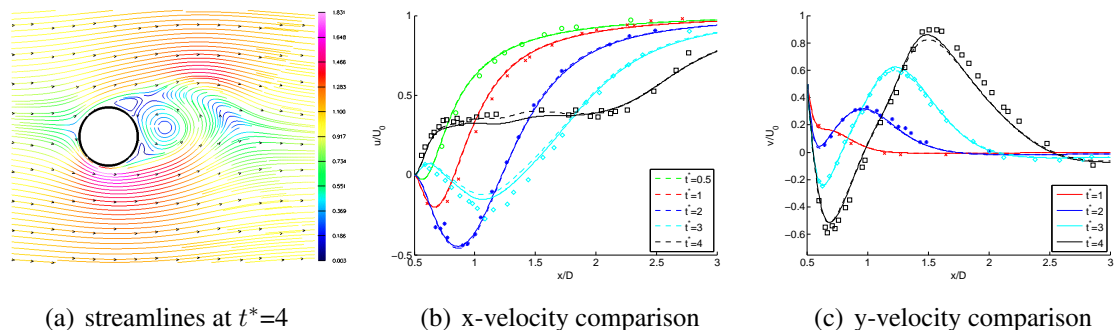 1.831
1.648
1.466
1.283
1.100
0.917
0.734
0.551
0.369
0.186
0.003
u/U0
1
0.5
0
−0.5
0.5
1
1.5
2
2.5
3
x/D
t*=0.5
t*=1
t*=2
t*=3
t*=4
v/U0
1
0.8
0.6
0.4
0.2
0
−0.2
−0.4
−0.6
0.5
1
1.5
2
2.5
3
x/D
t*=1
t*=2
t*=3
t*=4
(a) streamlines at t*=4
(b) x-velocity comparison
(c) y-velocity comparison